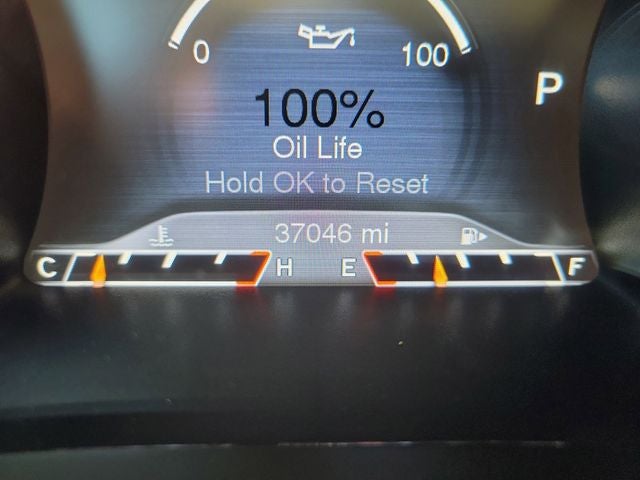 0 100
P
100%
Oil Life
Hold OK to Reset
37046 mi
C H E F